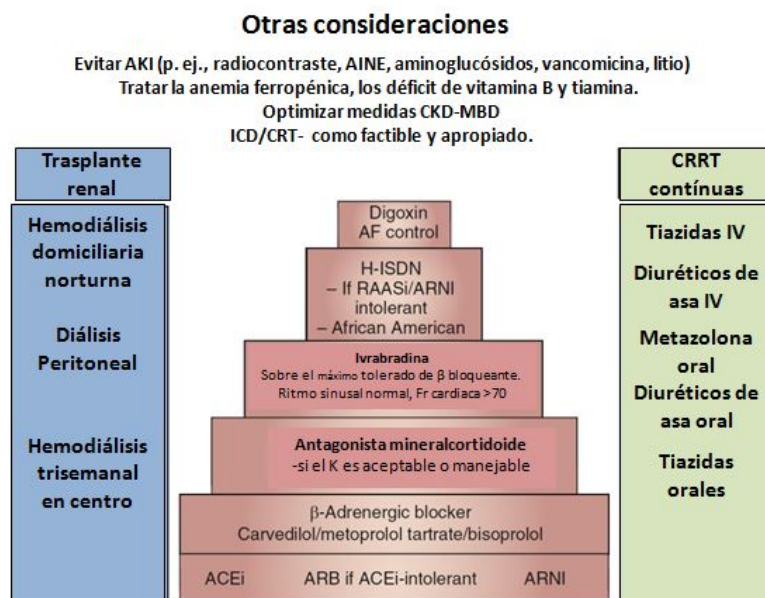 Otras consideraciones
Evitar AKI (p. ej., radiocontraste, AINE, aminoglucósidos, vancomicina, litio)
Tratar la anemia ferropénica, los déficit de vitamina B y tiamina.
Optimizar medidas CKD-MBD
ICD/CRT- como factible y apropiado.
Trasplante
renal
Hemodiálisis
domiciliaria
norturna
Diálisis
Peritoneal
Hemodiálisis
trisemanal
en centro
Digoxin
AF control
H-ISDN
– If RAASi/ARNI
intolerant
– African American
Ivrabradina
Sobre el máximo tolerado de β bloqueante.
Ritmo sinusal normal, Fr cardiaca >70
Antagonista mineralcortidoide
-si el K es aceptable o manejable
β-Adrenergic blocker
Carvedilol/metoprolol tartrate/bisoprolol
ACEi ARB if ACEi-intolerant ARNI
CRRT
contínuas
Tiazidas IV
Diuréticos de
asa IV
Metazolona
oral
Diuréticos de
asa oral
Tiazidas
orales